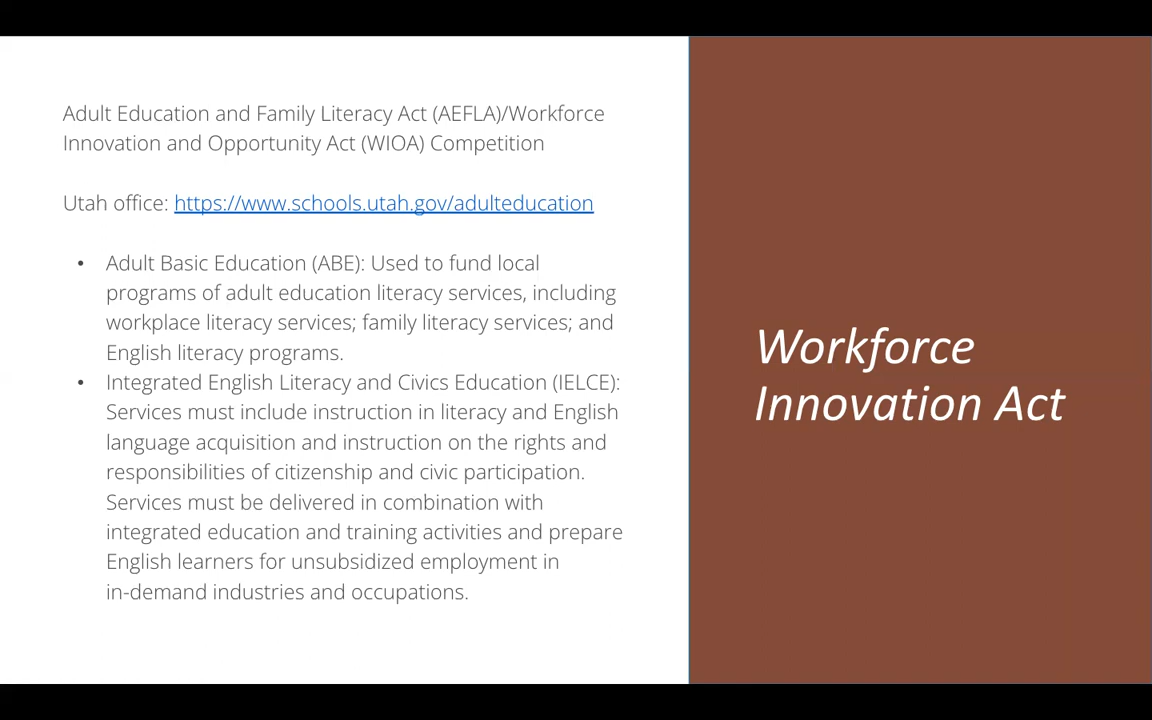 Adult Education and Family Literacy Act (AEFLA)/Workforce
Innovation and Opportunity Act (WIOA) Competition
Utah office: https://www.schools.utah.gov/adulteducation
• Adult Basic Education (ABE): Used to fund local
programs of adult education literacy services, including
workplace literacy services; family literacy services; and
English literacy programs.
• Integrated English Literacy and Civics Education (IELCE):
Services must include instruction in literacy and English
language acquisition and instruction on the rights and
responsibilities of citizenship and civic participation.
Services must be delivered in combination with
integrated education and training activities and prepare
English learners for unsubsidized employment in
in-demand industries and occupations.
Workforce
Innovation Act